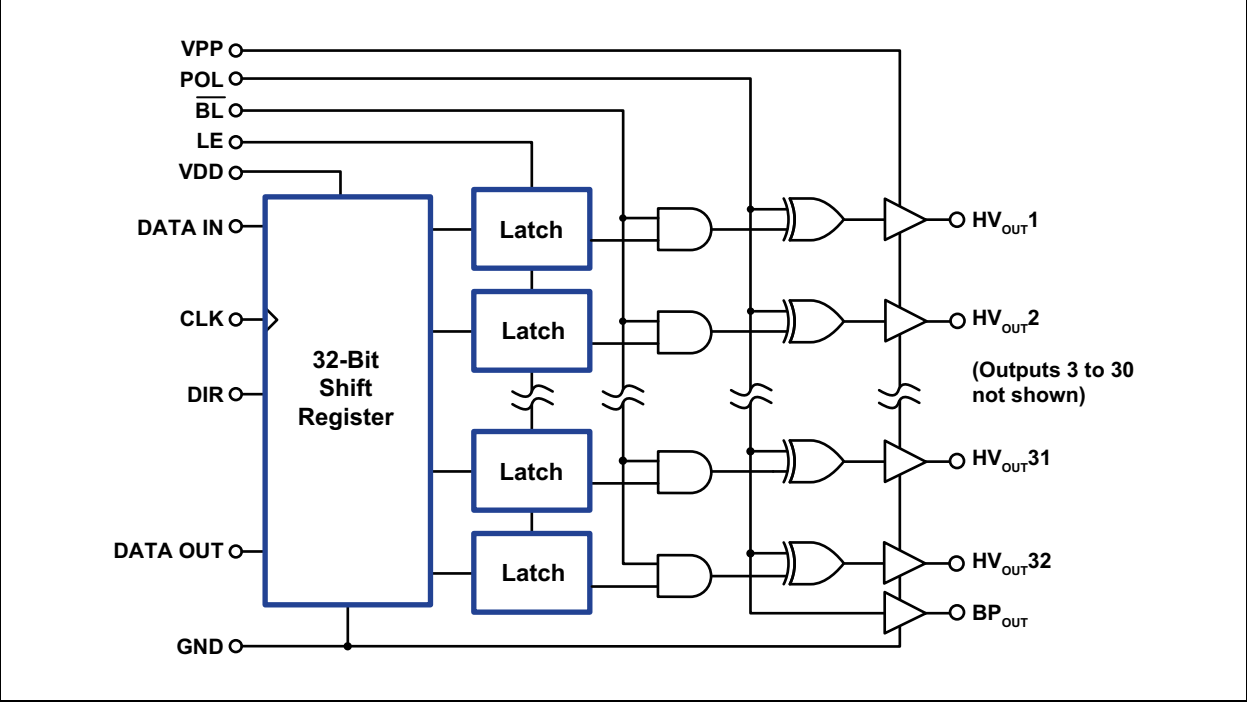 VPP
POL
BL
LE
VDD
DATA IN
CLK
DIR
DATA OUT
GND
32-Bit
Shift
Register
Latch
Latch
Latch
Latch
HVOUT1
HVOUT2
(Outputs 3 to 30
not shown)
HVOUT31
HVOUT32
BPOUT